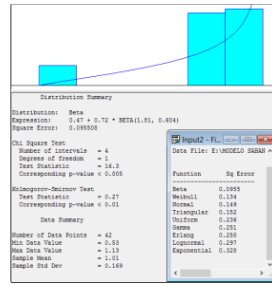 Distribution Summary
Distribution: Beta
Expression: 0.47 + 0.72 * BETA(1.51, 0.604)
Square Error: 0.095508
Chi Square Test
Number of intervals = 4
Degrees of freedom = 1
Test Statistic = 16.3
Corresponding p-value < 0.005
Kolmogorov-Smirnov Test
Test Statistic = 0.27
Corresponding p-value < 0.01
Data Summary
Number of Data Points = 42
Min Data Value = 0.53
Max Data Value = 1.13
Sample Mean = 1.01
Sample Std Dev = 0.169
Input2 - Fi...
Data File: E:\MODELO SABAN
Function Sq Error
Beta 0.0955
Weibull 0.134
Normal 0.149
Triangular 0.152
Uniform 0.236
Gamma 0.251
Erlang 0.258
Lognormal 0.297
Exponential 0.328